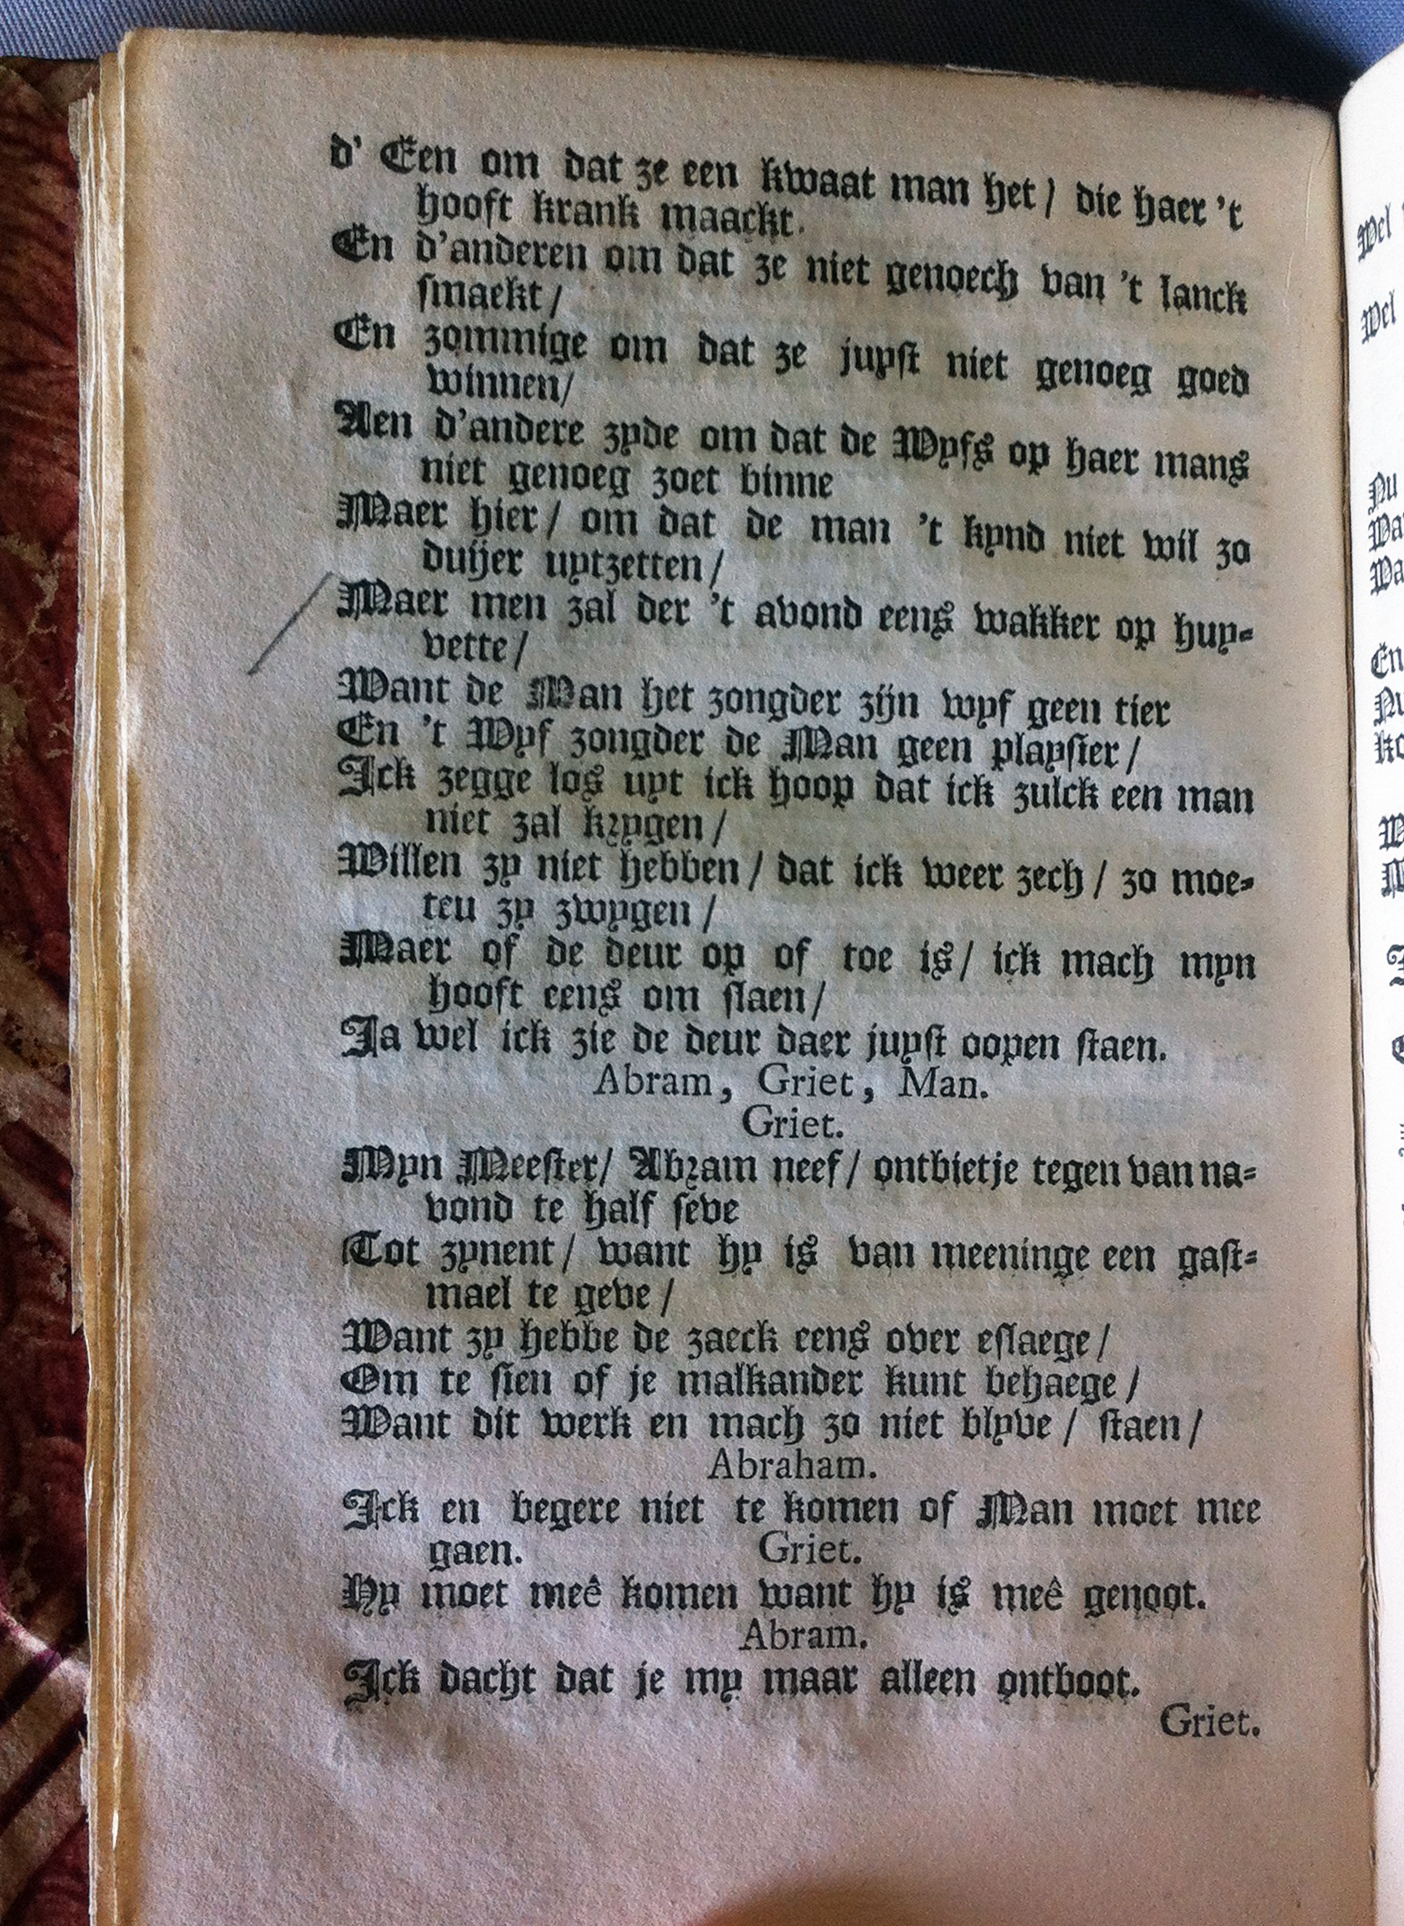 d' Een om dat ze een kwaat man het / die haer 't
hooft krank maackt.
En d'anderen om dat ze niet genoech van 't lanck
smaekt /
En zommige om dat ze juyst niet genoeg goed
winnen /
Aen d'andere zyde om dat de Wyfs op haer mans
niet genoeg zoet binne
Maer hier / om dat de man 't kynd niet wil zo
duijer uytzetten /
Maer men zal der 't avond eens wakker op huy-
vette /
Want de Man het zongder zijn wyf geen tier
En 't Wyf zongder de Man geen playster /
Ick zegge los uyt ick hoop dat ick zulck een man
niet zal krygen /
Willen zy niet hebben / dat ick weer zech / zo moe-
teu zy zwygen /
Maer of de deur op of toe is / ick mach myn
hooft eens om slaen /
Ja wel ick zie de deur daer juyst oopen staen.
Abram, Griet, Man.
Griet.
Myn Meester / Abram neef / ontbietje tegen van na-
vond te half seve
Tot zynent / want hy is van meeninge een gast-
mael te geve /
Want zy hebbe de zaeck eens over eslaege /
Om te sien of je malkander kunt behaege /
Want dit werk en mach zo niet blyve / staen /
Abraham.
Ick en begere niet te komen of Man moet mee
gaen. Griet.
Hy moet meê komen want hy is meê genoot.
Abram.
Ick dacht dat je my maar alleen ontboot.
Griet.